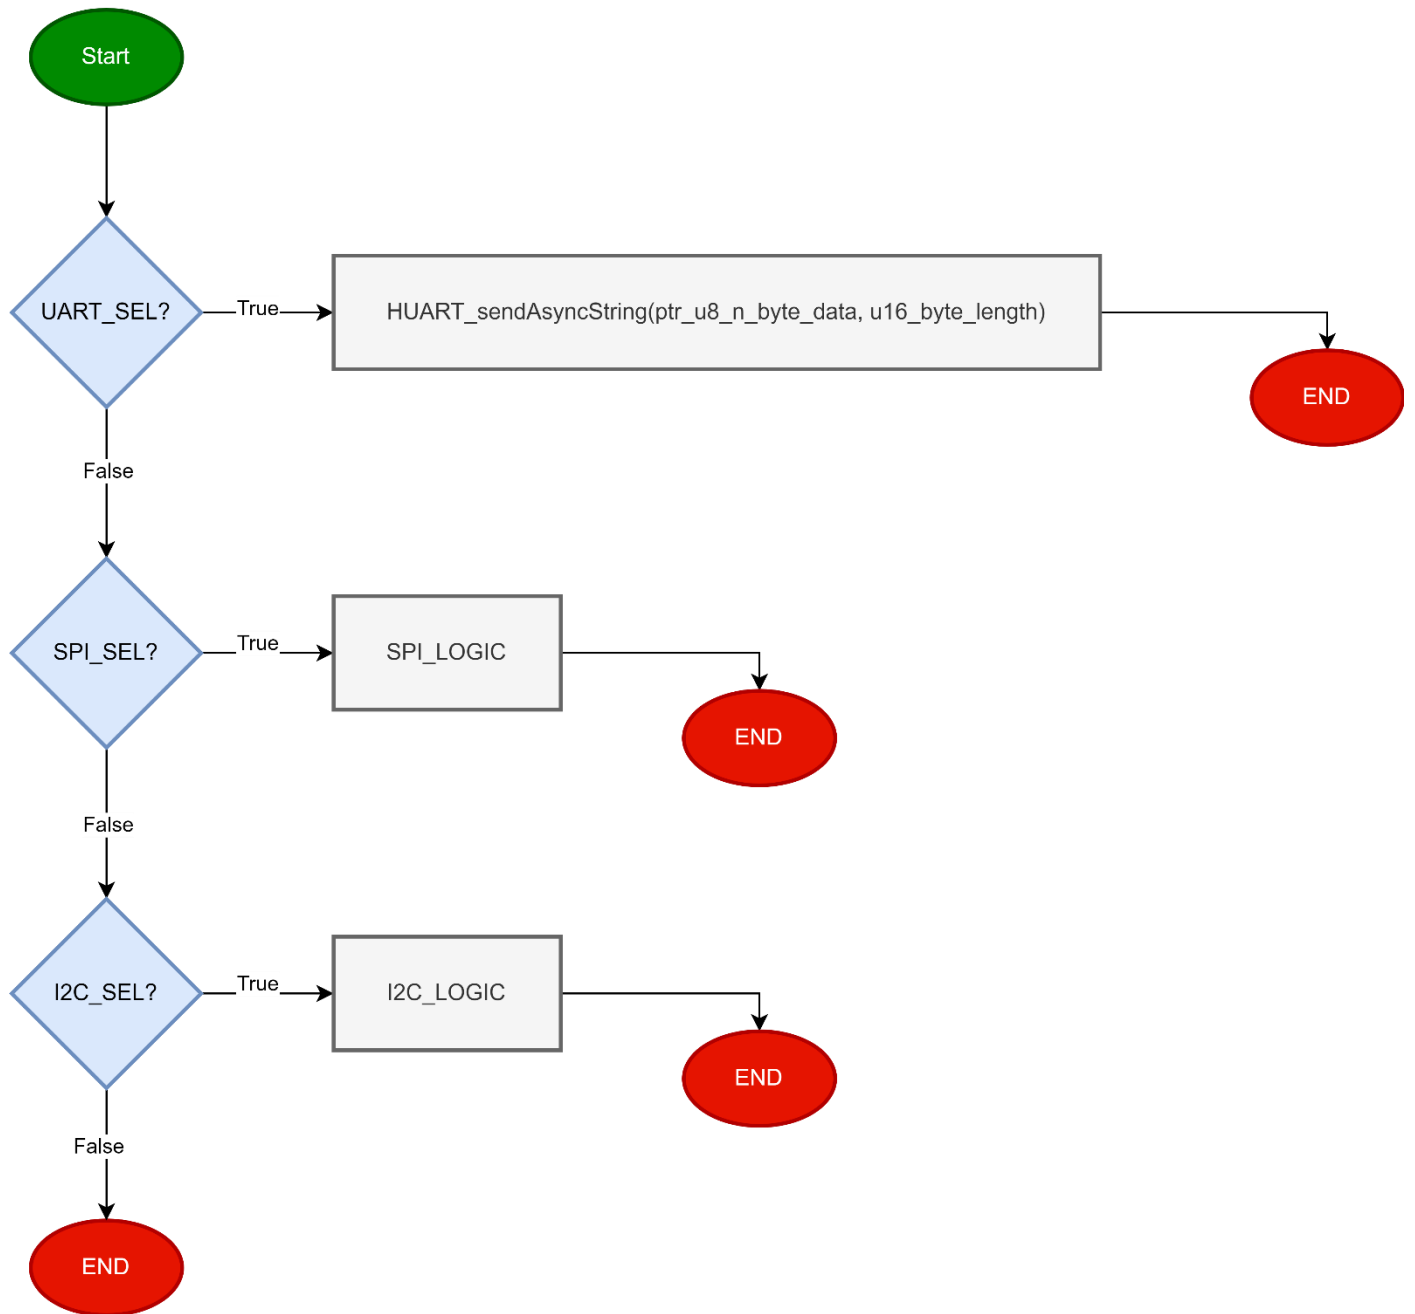 Start
UART_SEL?
True
HUART_sendAsyncString(ptr_u8_n_byte_data, u16_byte_length)
END
False
SPI_SEL?
True
SPI_LOGIC
END
False
I2C_SEL?
True
I2C_LOGIC
END
False
END